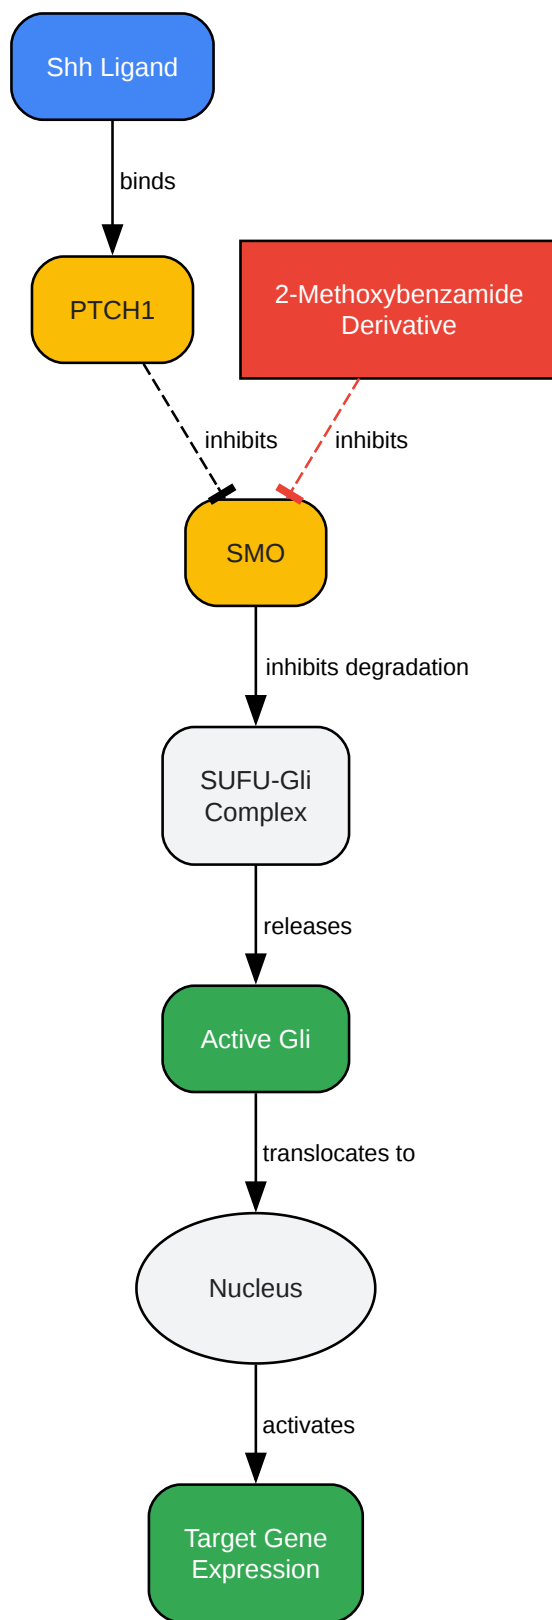 Shh Ligand
binds
PTCH1
2-Methoxybenzamide
Derivative
inhibits
inhibits
SMO
inhibits degradation
SUFU-Gli
Complex
releases
Active Gli
translocates to
Nucleus
activates
Target Gene
Expression